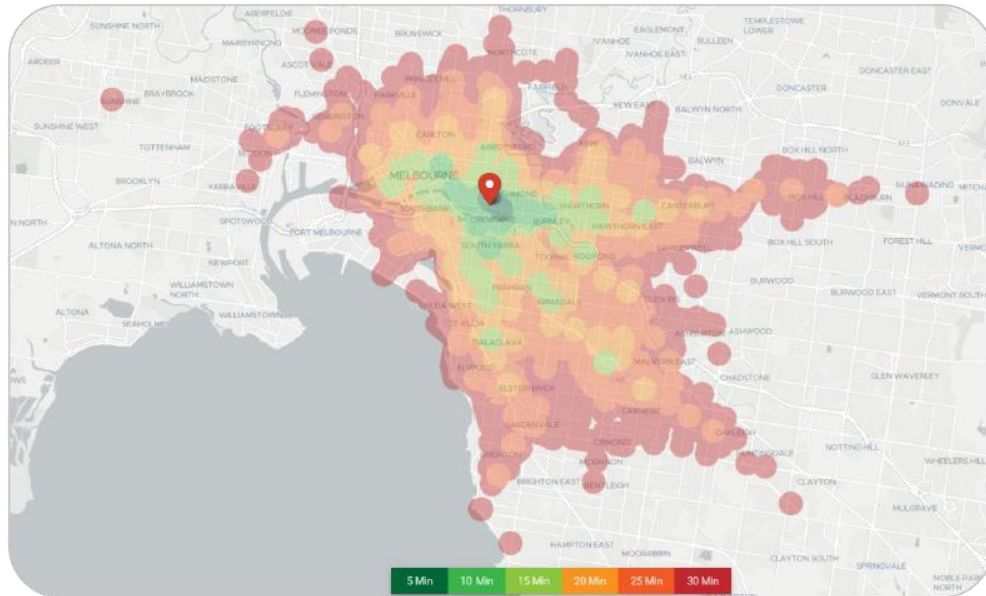 THORNBURY
ABERFELDIE
SUNSHINE NORTH
MOONEE PONDS
BRUNSWICK
EAGLEMONT
TEMPLESTOWE
LOWER
MARIBYRNONG
IVANHOE
BULLEEN
NORTHCOTE
IVANHOE EAST
ARDEER
ASCOT VALE
DONCASTER EAST
MAIDSTONE
PRINCES HILL
BRAYBROOK
FLEMINGTON
PARKVILLE
FAIRFIELD
DONCASTER
SUNSHINE
KEW EAST
BALWYN NORTH
DONVALE
KENSINGTON
SUNSHINE WEST
FOOTSCRAY
CARLTON
KEW
TOTTENHAM
ABBOTSFORD
BOX HILL NORTH
SEDDON
BALWYN
MELBOURNE
BROOKLYN
YARRAVILLE
RICHMOND
BOX HILL
BLACKBURN
NUNAWADING
MITCHA
SOUTHBANK
HAWTHORN
CANTERBURY
N NORTH
SPOTSWOOD
CREMORNE
BURNLEY
HAWTHORN EAST
PORT MELBOURNE
ALTONA NORTH
SOUTH YARRA
CAMBERWELL
BOX HILL SOUTH
FOREST HILL
VERMO
NEWPORT
TOORAK
KOOYONG
BURWOOD
WILLIAMSTOWN
NORTH
PRAHRAN
BURWOOD EAST
VERMONT SOUTH
ALTONA
WILLIAMSTOWN
ST KILDA WEST
ARMADALE
GLEN IRIS
SEAHOLME
ST KILDA
ASHBURTON
ASHWOOD
BALACLAVA
MALVERN EAST
ELWOOD
CHADSTONE
GLEN WAVERLEY
ELSTERNWICK
CARNEGIE
GARDENVALE
OAKLEIGH
ORMOND
NOTTING HILL
BRIGHTON
MCKINNON
HUNTINGDALE
WHEELERS HILL
BRIGHTON EAST
BENTLEIGH
CLAYTON
MULGRAVE
HAMPTON EAST
MOORABBIN
CLAYTON SOUTH
SPRINGVALE
NOBLE PARK
NORTH
5 Min 10 Min 15 Min 20 Min 25 Min 30 Min